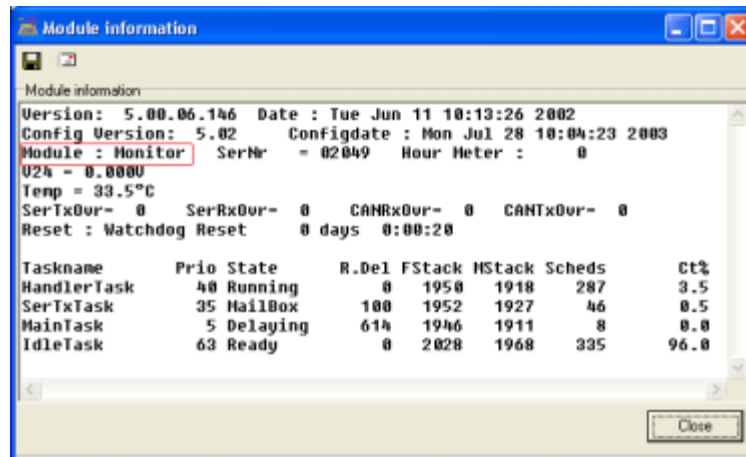 Module information
Module information
Version: 5.00.06.146 Date : Tue Jun 11 10:13:26 2002
Config Version: 5.02 Configdate : Mon Jul 28 10:04:23 2003
Module : Monitor SerNr = 02049 Hour Meter : 0
V24 = 0.000V
Temp = 33.5°C
SerTxOvr= 0 SerRxOvr= 0 CANRxOvr= 0 CANTxOvr= 0
Reset : Watchdog Reset 0 days 0:00:20
Taskname Prio State R.Del FStack MStack Scheds Ct%
HandlerTask 40 Running 0 1950 1918 287 3.5
SerTxTask 35 MailBox 100 1952 1927 46 0.5
MainTask 5 Delaying 614 1946 1911 8 0.0
IdleTask 63 Ready 0 2028 1968 335 96.0
Close